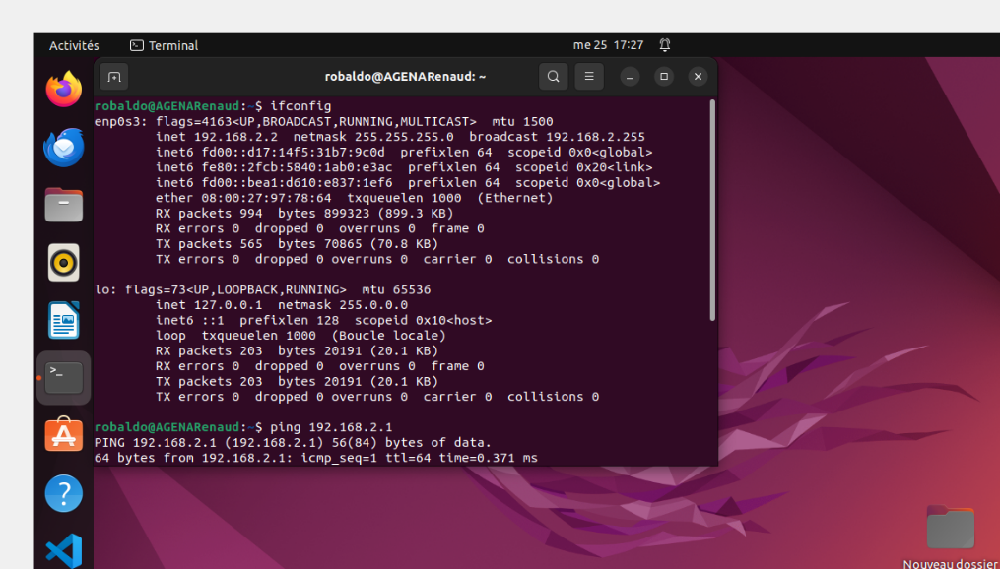 Activités
Terminal
me 25 17:27
robaldo@AGENARenaud: ~
robaldo@AGENARenaud:~$ ifconfig
enp0s3: flags=4163<UP,BROADCAST,RUNNING,MULTICAST>  mtu 1500
inet 192.168.2.2  netmask 255.255.255.0  broadcast 192.168.2.255
inet6 fd00::d17:14f5:31b7:9c0d  prefixlen 64  scopeid 0x0<global>
inet6 fe80::2fcb:5840:1ab0:e3ac  prefixlen 64  scopeid 0x20<link>
inet6 fd00::bea1:d610:e837:1ef6  prefixlen 64  scopeid 0x0<global>
ether 08:00:27:97:78:64  txqueuelen 1000  (Ethernet)
RX packets 994  bytes 899323 (899.3 KB)
RX errors 0  dropped 0  overruns 0  frame 0
TX packets 565  bytes 70865 (70.8 KB)
TX errors 0  dropped 0 overruns 0  carrier 0  collisions 0
lo: flags=73<UP,LOOPBACK,RUNNING>  mtu 65536
inet 127.0.0.1  netmask 255.0.0.0
inet6 ::1  prefixlen 128  scopeid 0x10<host>
loop  txqueuelen 1000  (Boucle locale)
RX packets 203  bytes 20191 (20.1 KB)
RX errors 0  dropped 0  overruns 0  frame 0
TX packets 203  bytes 20191 (20.1 KB)
TX errors 0  dropped 0 overruns 0  carrier 0  collisions 0
robaldo@AGENARenaud:~$ ping 192.168.2.1
PING 192.168.2.1 (192.168.2.1) 56(84) bytes of data.
64 bytes from 192.168.2.1: icmp_seq=1 ttl=64 time=0.371 ms
Nouveau dossier